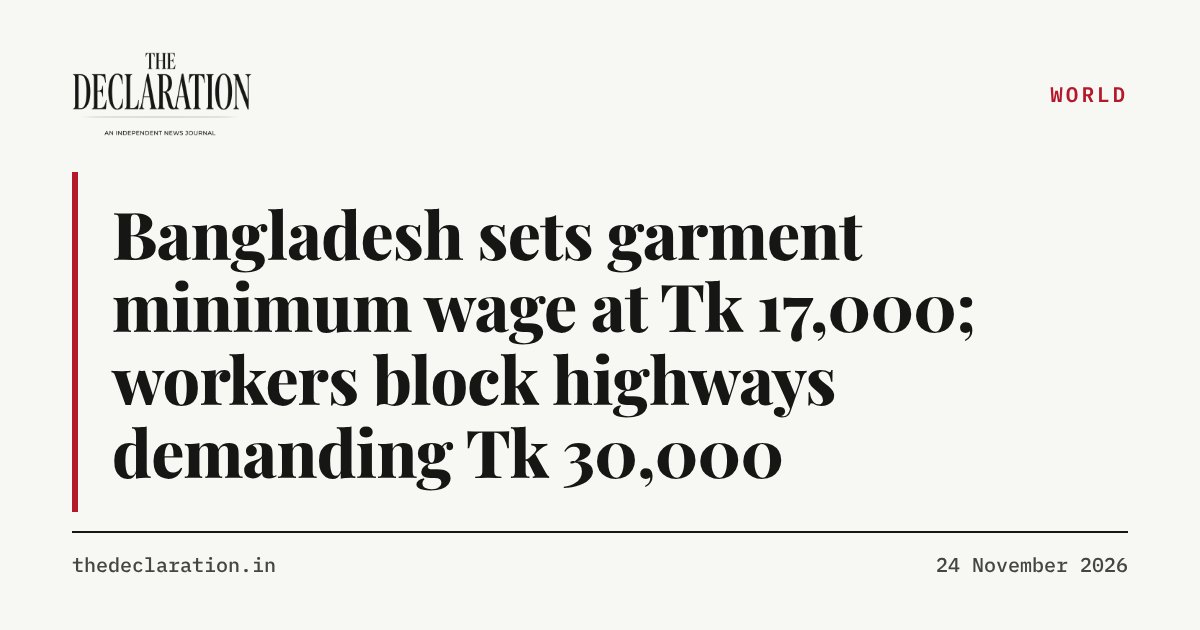 THE
DECLARATION
AN INDEPENDENT NEWS JOURNAL
WORLD
Bangladesh sets garment
minimum wage at Tk 17,000;
workers block highways
demanding Tk 30,000
thedeclaration.in
24 November 2026